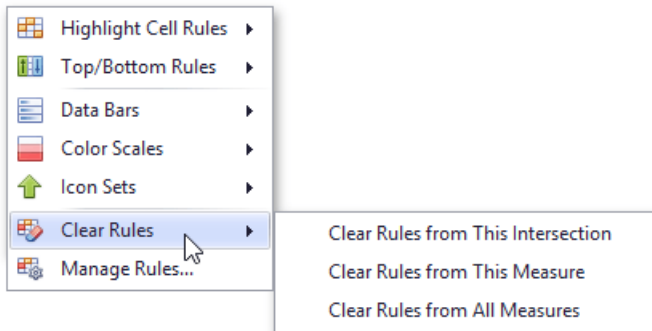 Highlight Cell Rules
Top/Bottom Rules
Data Bars
Color Scales
Icon Sets
Clear Rules
Manage Rules...
Clear Rules from This Intersection
Clear Rules from This Measure
Clear Rules from All Measures